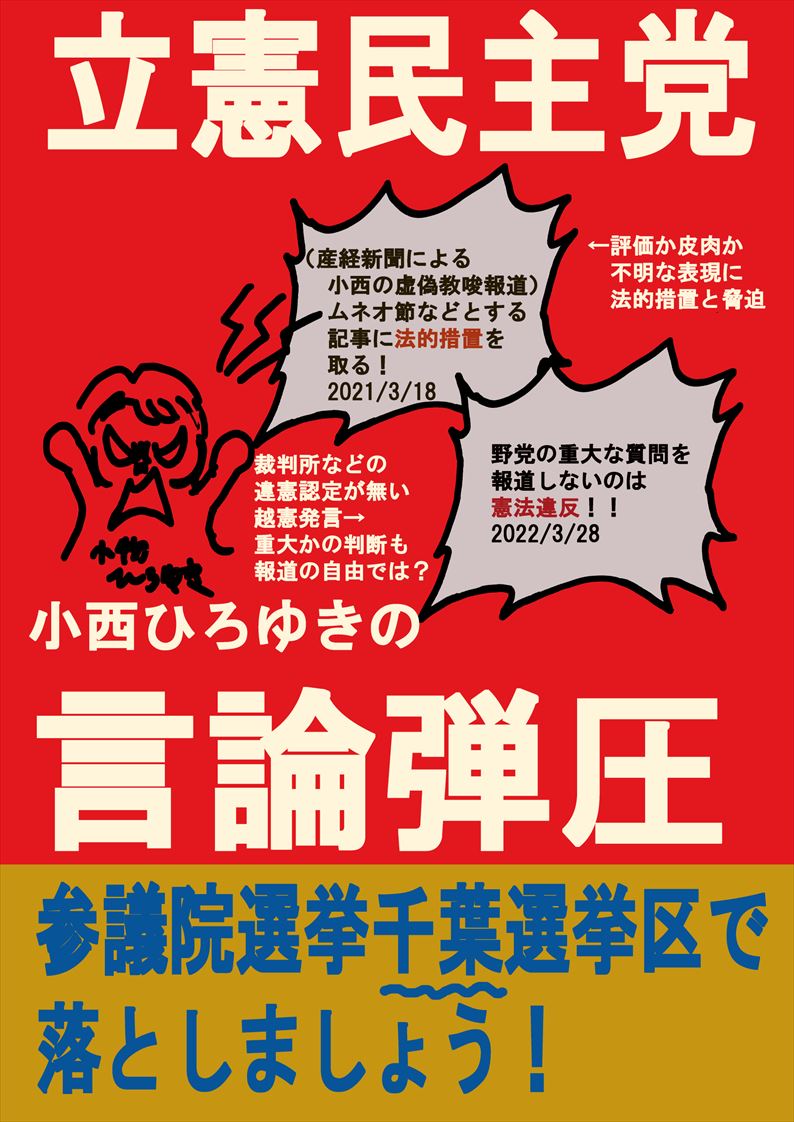 立憲民主党
（産経新聞による
小西の虚偽教唆報道）
ムネオ節などとする
記事に法的措置を
取る！
2021/3/18
←評価か皮肉か
不明な表現に
法的措置と脅迫
野党の重大な質問を
報道しないのは
憲法違反！！
2022/3/28
裁判所などの
違憲認定が無い
越憲発言→
重大かの判断も
報道の自由では？
小物
ひろゆき
小西ひろゆきの
言論弾圧
参議院選挙千葉選挙区で
落としましょう！